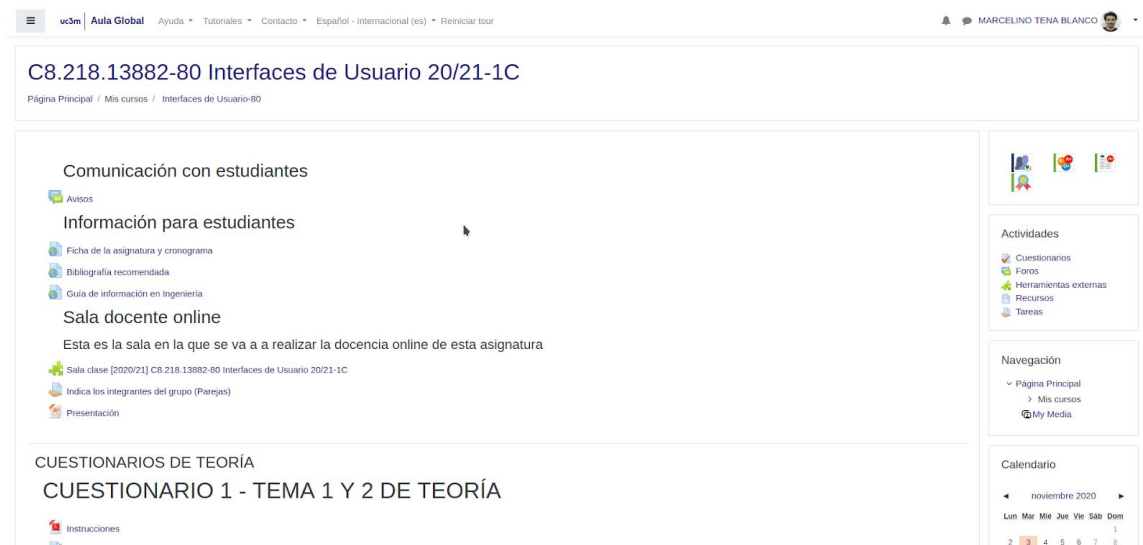 uc3m | Aula Global Ayuda Tutoriales Contacto Español - Internacional (es) Reiniciar tour MARCELINO TENA BLANCO
C8.218.13882-80 Interfaces de Usuario 20/21-1C
Página Principal / Mis cursos / Interfaces de Usuario-80
Comunicación con estudiantes
Avisos
Información para estudiantes
Ficha de la asignatura y cronograma
Bibliografía recomendada
Guía de información en Ingeniería
Sala docente online
Esta es la sala en la que se va a a realizar la docencia online de esta asignatura
Sala clase [2020/21] C8.218.13882-80 Interfaces de Usuario 20/21-1C
Indica los integrantes del grupo (Parejas)
Presentación
CUESTIONARIOS DE TEORÍA
CUESTIONARIO 1 - TEMA 1 Y 2 DE TEORÍA
Instrucciones
Actividades
Cuestionarios
Foros
Herramientas externas
Recursos
Tareas
Navegación
Página Principal
Mis cursos
My Media
Calendario
◄ noviembre 2020 ►
Lun Mar Mié Jue Vie Sáb Dom
1
2 3 4 5 6 7 8